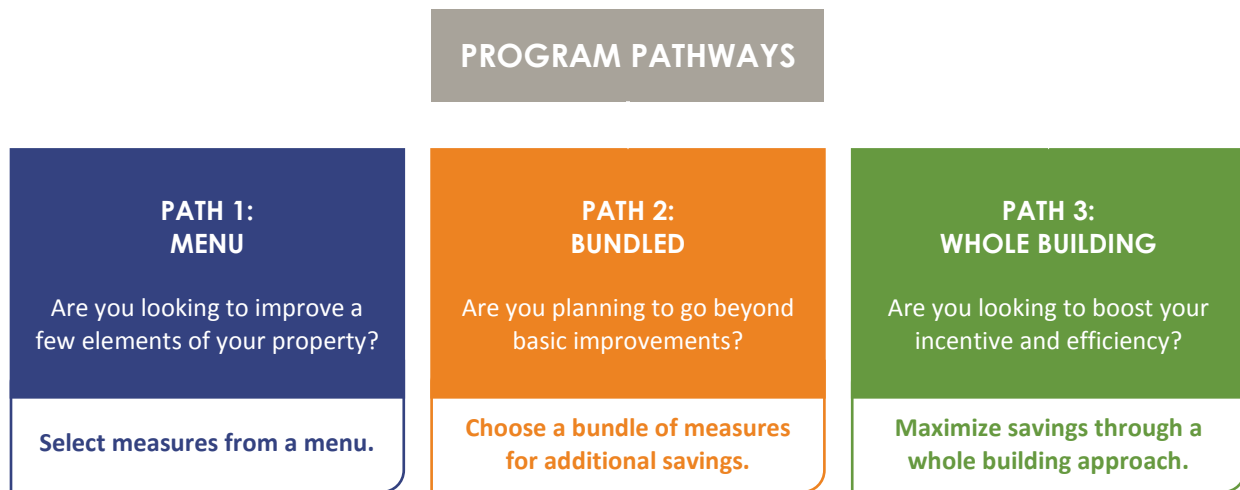 PROGRAM PATHWAYS
PATH 1:
MENU
Are you looking to improve a
few elements of your property?
Select measures from a menu.
PATH 2:
BUNDLED
Are you planning to go beyond
basic improvements?
Choose a bundle of measures
for additional savings.
PATH 3:
WHOLE BUILDING
Are you looking to boost your
incentive and efficiency?
Maximize savings through a
whole building approach.